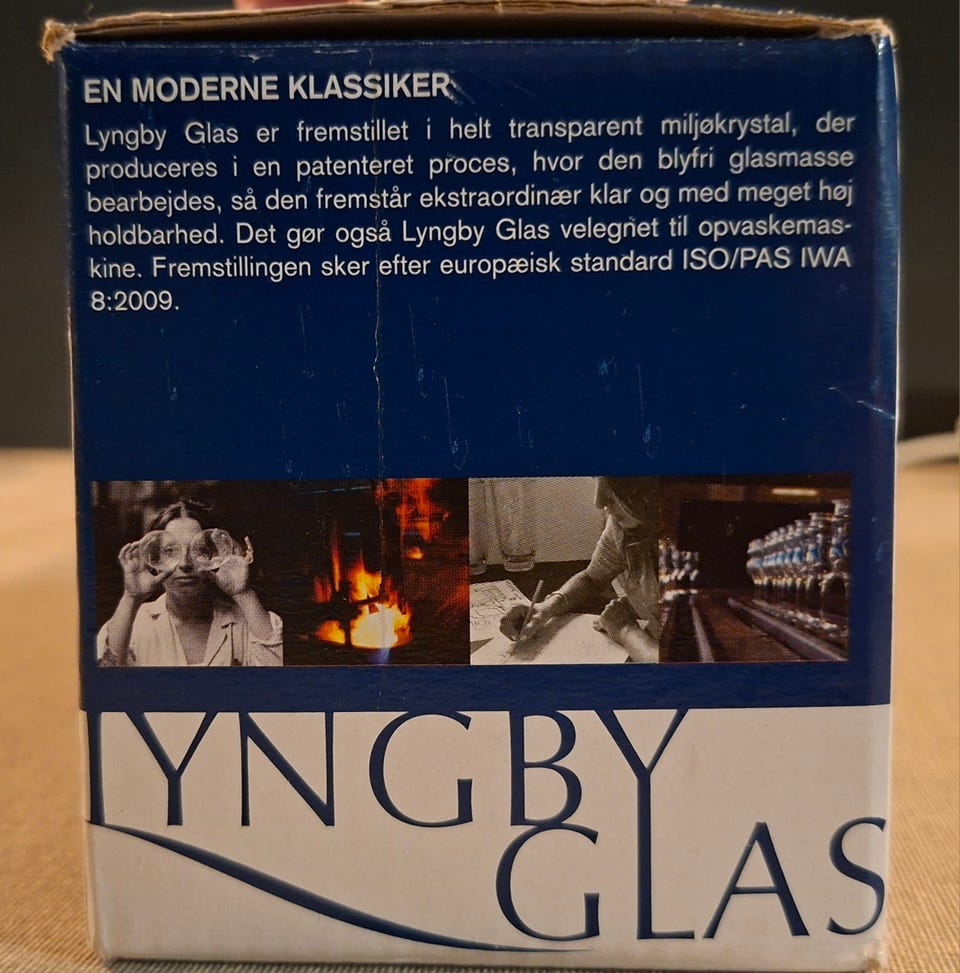 EN MODERNE KLASSIKER
Lyngby Glas er fremstillet i helt transparent miljøkrystal, der
produceres i en patenteret proces, hvor den blyfri glasmasse
bearbejdes, så den fremstår ekstraordinær klar og med meget høj
holdbarhed. Det gør også Lyngby Glas velegnet til opvaskemas-
kine. Fremstillingen sker efter europæisk standard ISO/PAS IWA
8:2009.
LYNGBY
GLAS